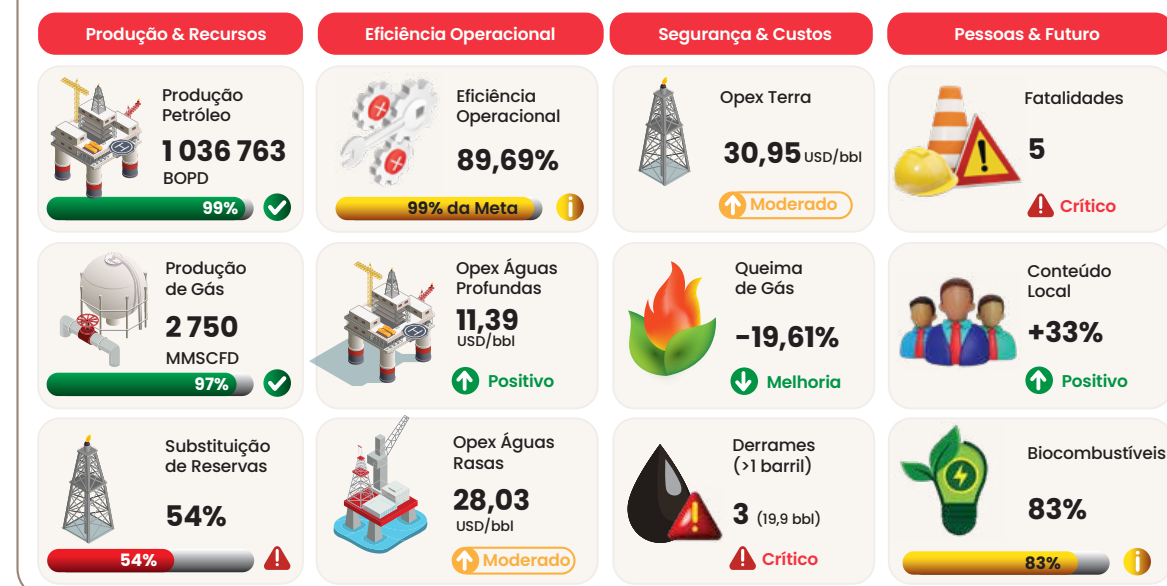 Produção & Recursos
Produção
Petróleo
1 036 763
BOPD
99%
Produção
de Gás
2 750
MMSCFD
97%
Substituição
de Reservas
54%
54%
Eficiência Operacional
Eficiência
Operacional
89,69%
99% da Meta
Opex Águas
Profundas
11,39
USD/bbl
Positivo
Opex Águas
Rasas
28,03
USD/bbl
Moderado
Segurança & Custos
Opex Terra
30,95 USD/bbl
Moderado
Queima
de Gás
-19,61%
Melhoria
Derrames
(>1 barril)
3 (19,9 bbl)
Crítico
Pessoas & Futuro
Fatalidades
5
Crítico
Conteúdo
Local
+33%
Positivo
Biocombustíveis
83%
83%